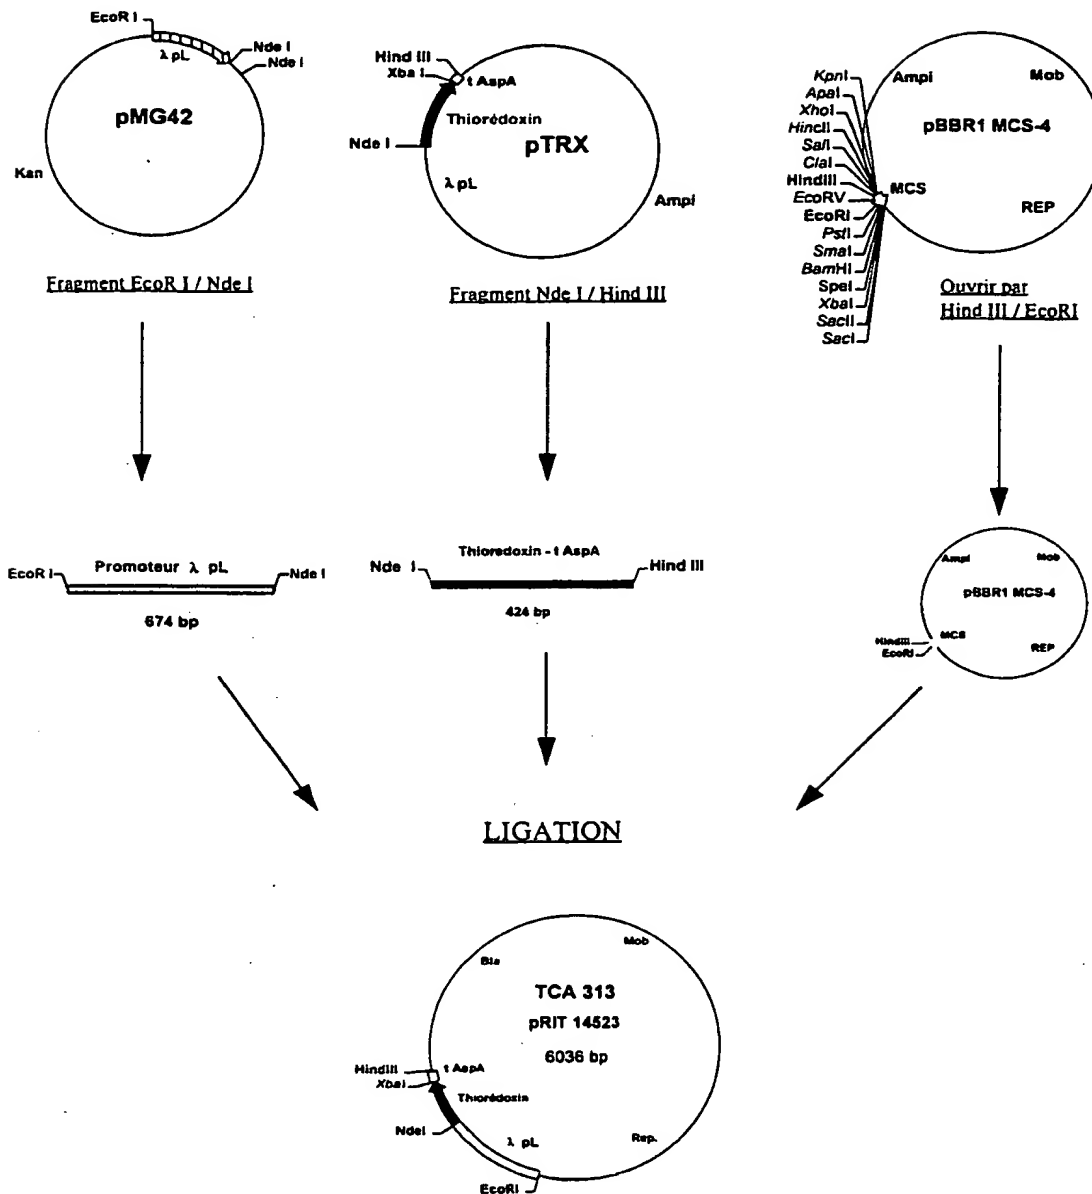 EcoR I
λ pL
Nde I
Nde I
pMG42
Kan
Fragment EcoR I / Nde I
Hind III
Xba I
t AspA
Thiorédoxin
Nde I
pTRX
λ pL
Ampi
Fragment Nde I / Hind III
KpnI
ApaI
XhoI
HincII
SalI
ClaI
HindIII
EcoRV
EcoRI
PstI
SmaI
BamHI
SpeI
XbaI
SacII
SacI
Ampi
Mob
pBBR1 MCS-4
MCS
REP
Ouvrir par
Hind III / EcoRI
EcoR I
Promoteur λ pL
Nde I
674 bp
Thioredoxin - t AspA
Nde I
Hind III
424 bp
Ampi
Mob
pBBR1 MCS-4
HindIII
MCS
EcoRI
REP
LIGATION
Mob
Bla
TCA 313
pRIT 14523
6036 bp
HindIII
t AspA
XbaI
Thiorédoxin
NdeI
λ pL
Rep.
EcoRI